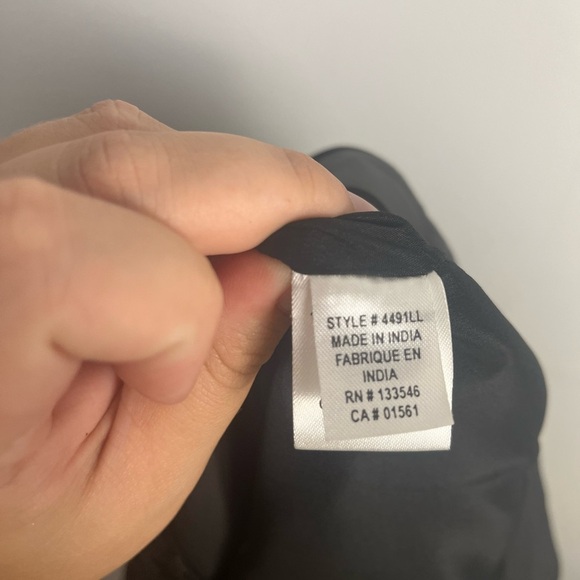 STYLE # 4491LL
MADE IN INDIA
FABRIQUE EN
INDIA
RN # 133546
CA # 01561